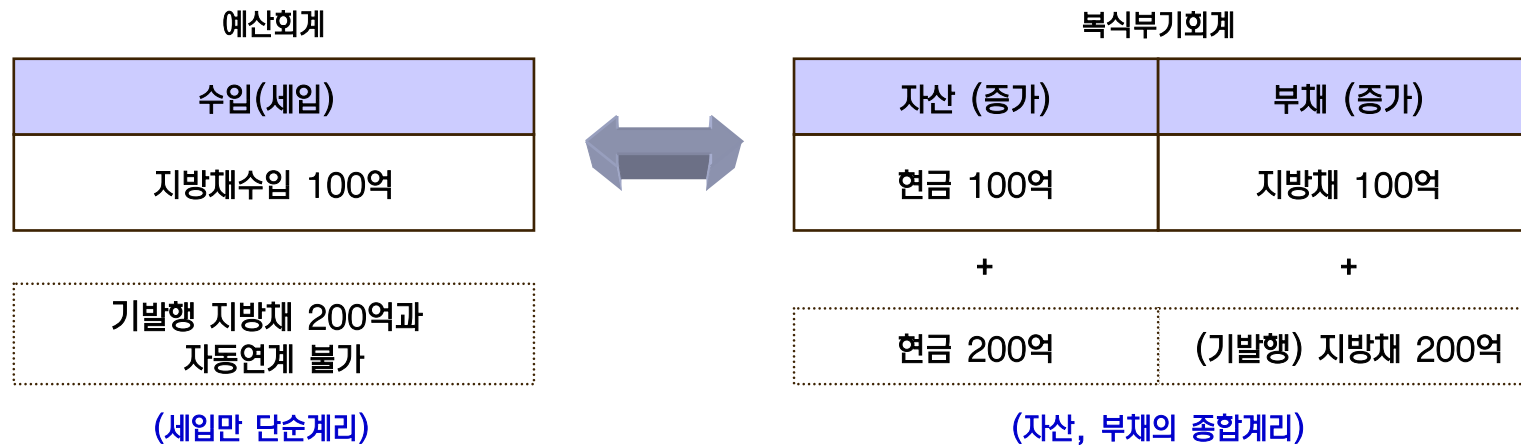 예산회계
수입(세입)
지방채수입 100억
기발행 지방채 200억과
자동연계 불가
(세입만 단순계리)
복식부기회계
자산 (증가) 부채 (증가)
현금 100억 지방채 100억
+ +
현금 200억 (기발행) 지방채 200억
(자산, 부채의 종합계리)